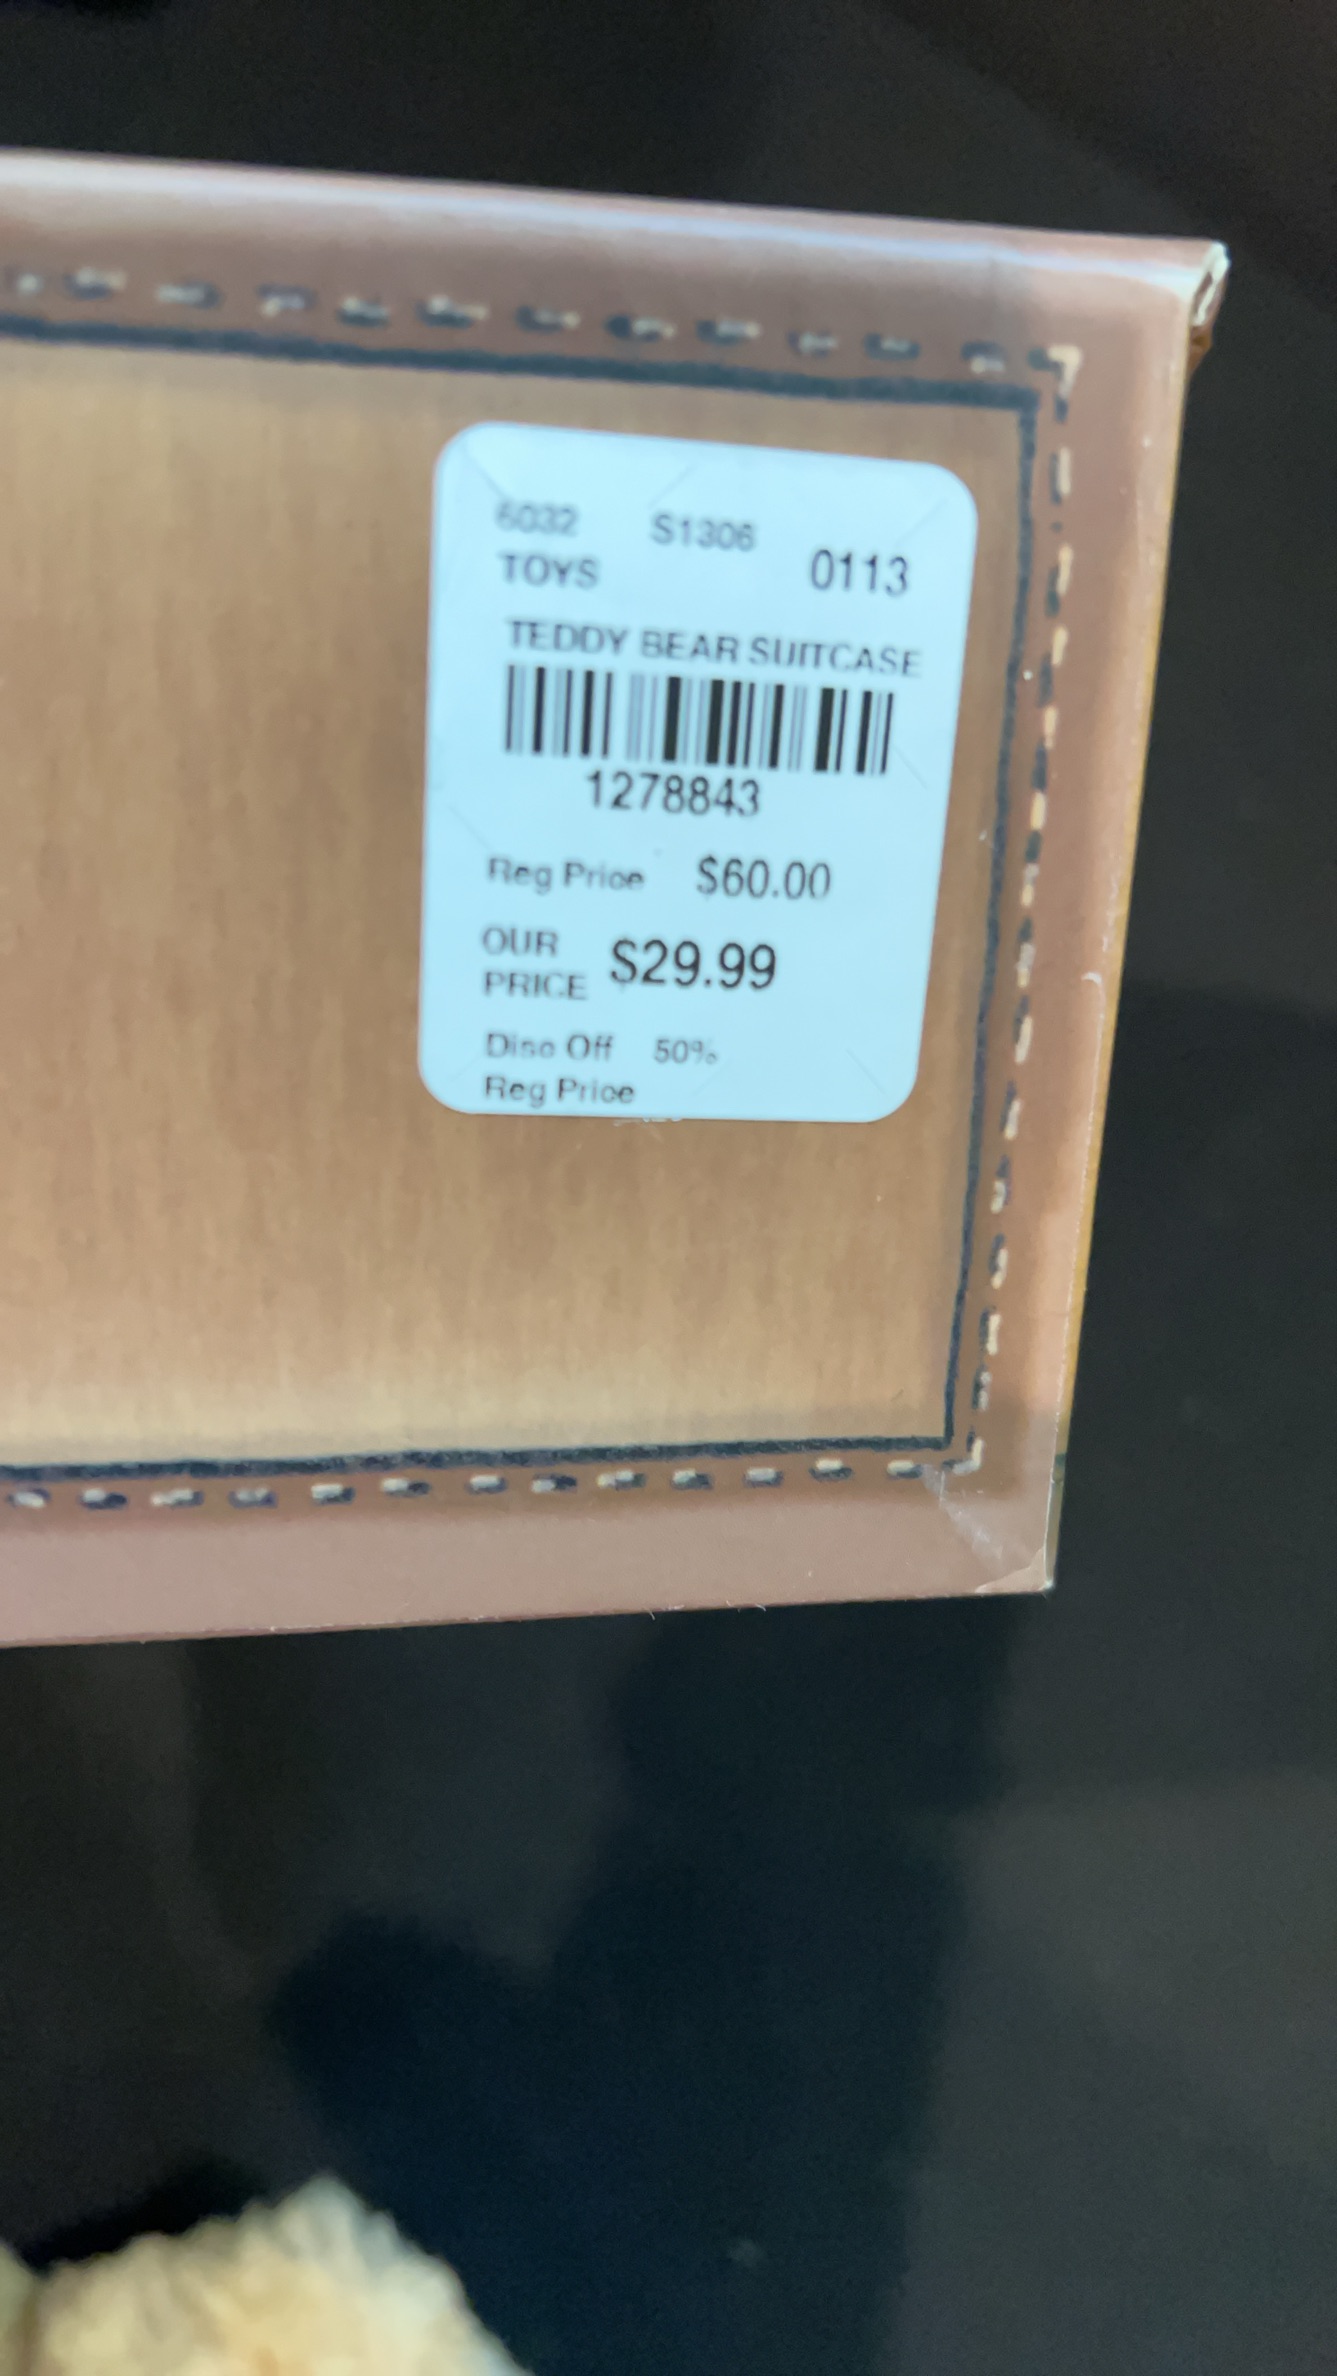 6032 S1306 0113
TOYS
TEDDY BEAR SUITCASE
1278843
Reg Price $60.00
OUR
PRICE $29.99
Disc Off 50%
Reg Price